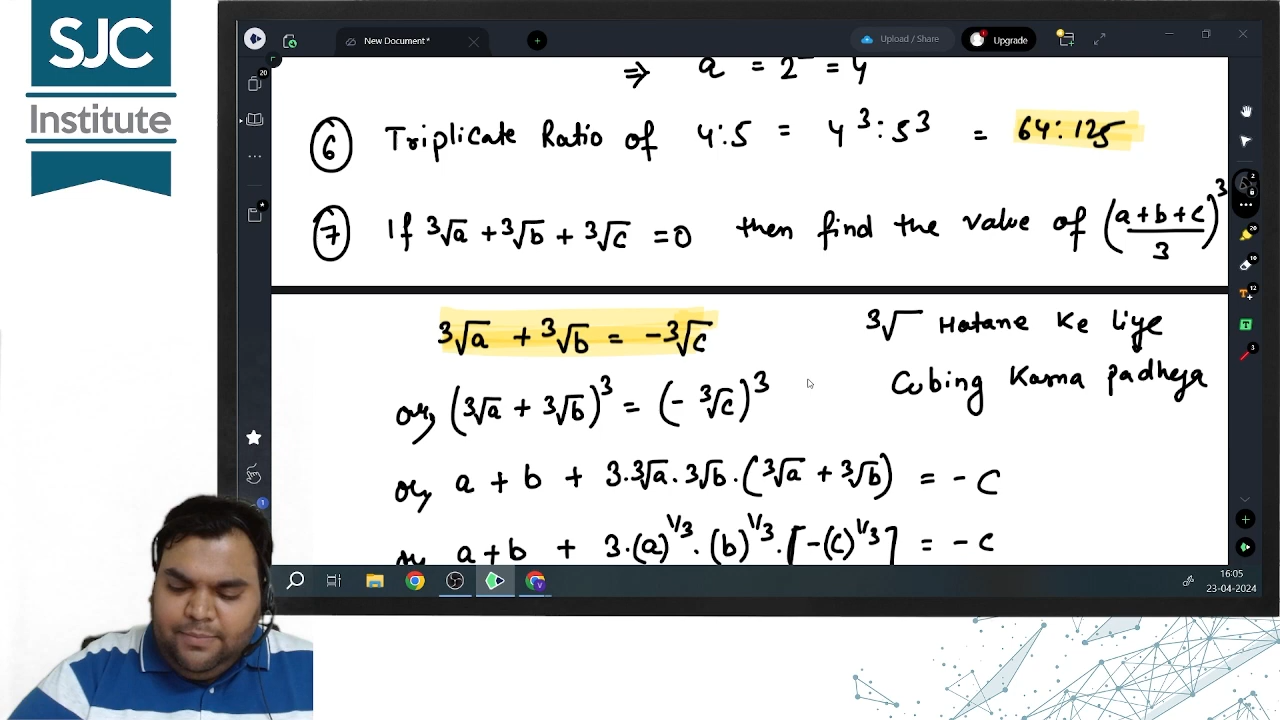 SJC
Institute
New Document*
Upload / Share
Upgrade
⇒ a = 2 = 4
⑥ Triplicate Ratio of 4:5 = 4³:5³ = 64:125
⑦ If ³√a + ³√b + ³√c = 0 then find the value of ((a+b+c)/3)³
³√a + ³√b = -³√c
³√ Hatane Ke liye
Cubing Karna padhega
or, (³√a + ³√b)³ = (- ³√c)³
or, a + b + 3.³√a.³√b.(³√a + ³√b) = -c
or a+b + 3.(a)^1/3.(b)^1/3.[-(c)^1/3] = -c
16:05
23-04-2024